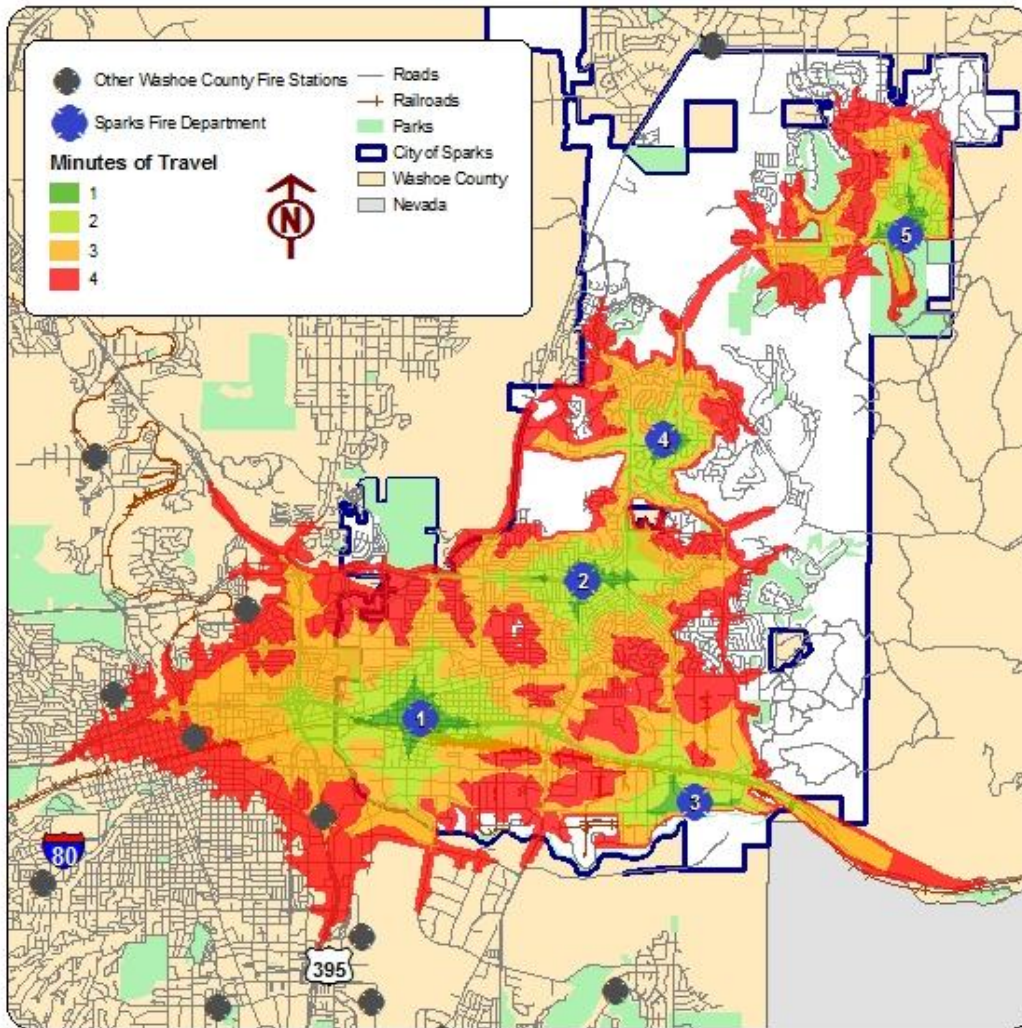 Other Washoe County Fire Stations
Sparks Fire Department
Minutes of Travel
1
2
3
4
N
Roads
Railroads
Parks
City of Sparks
Washoe County
Nevada
5
4
2
1
3
80
395